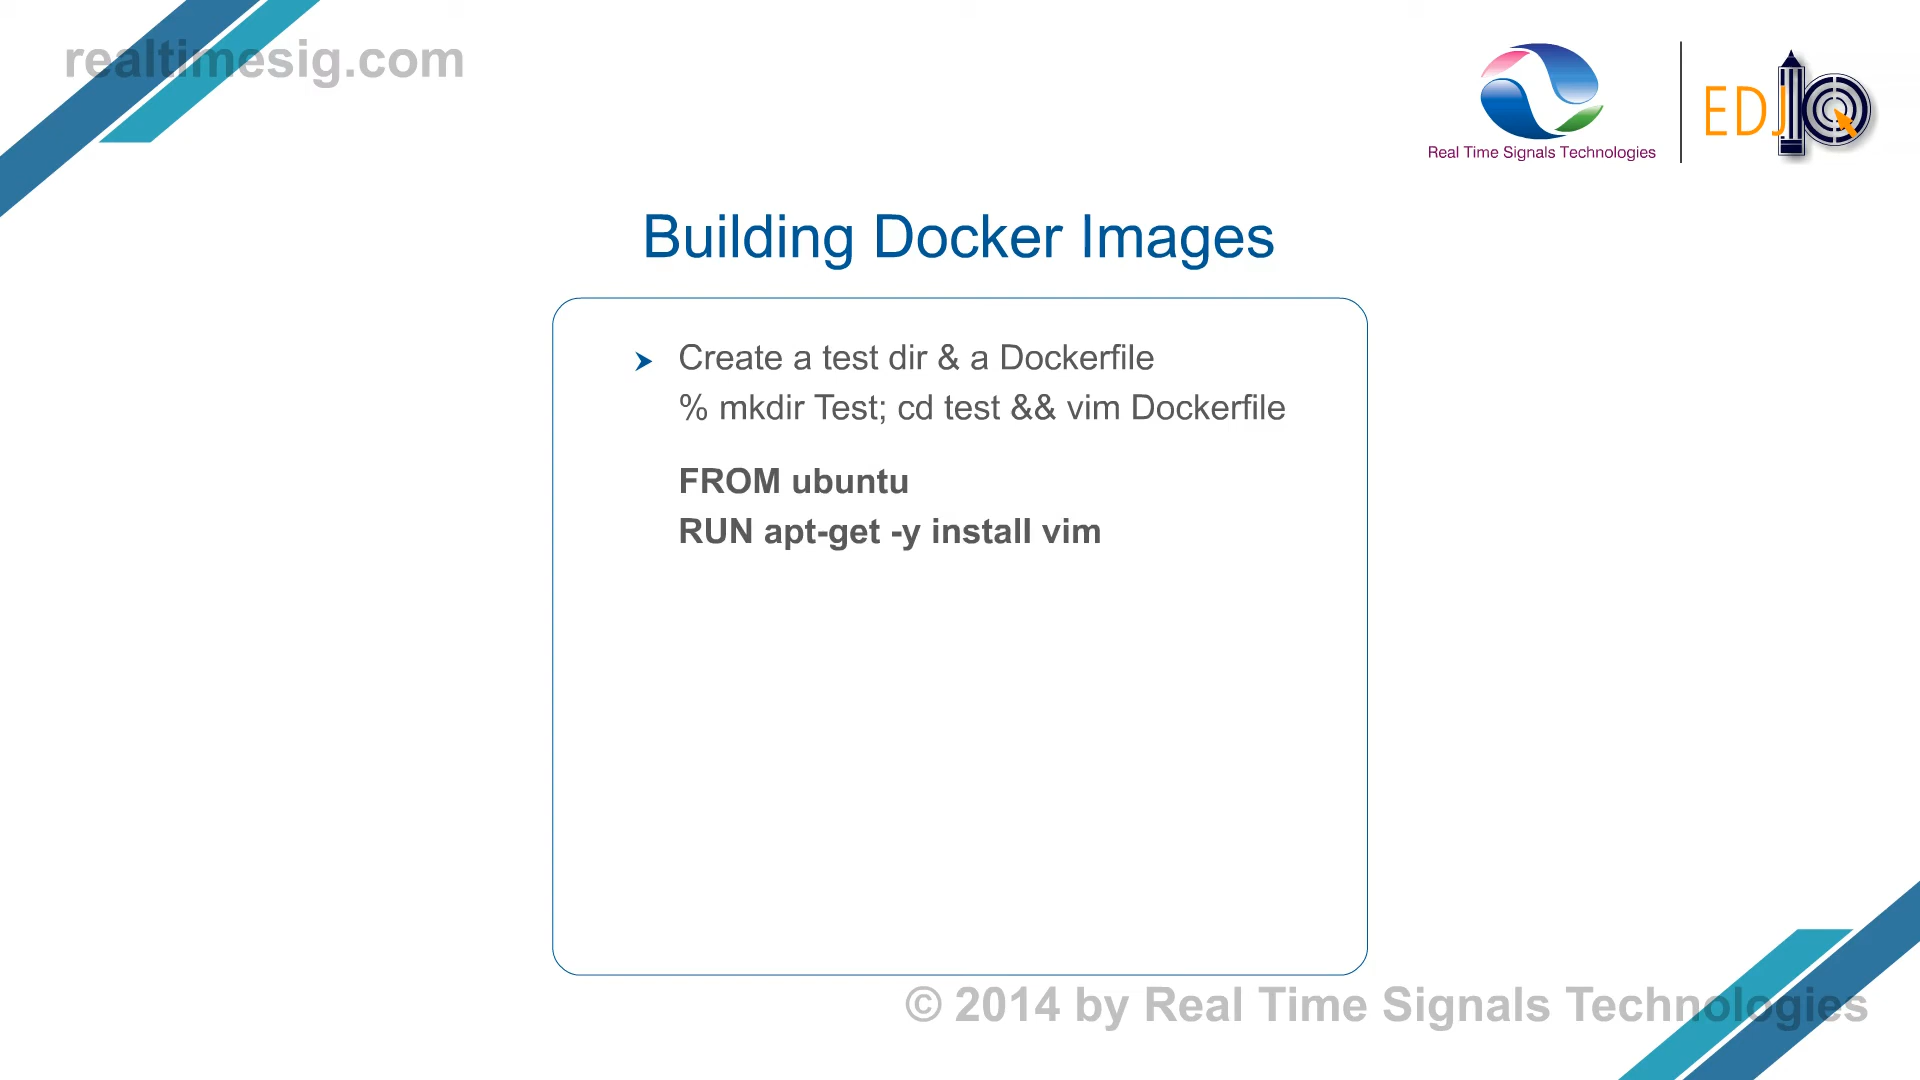 realtimesig.com
Real Time Signals Technologies
EDJIQ
Building Docker Images
Create a test dir & a Dockerfile
% mkdir Test; cd test && vim Dockerfile
FROM ubuntu
RUN apt-get -y install vim
© 2014 by Real Time Signals Technologies